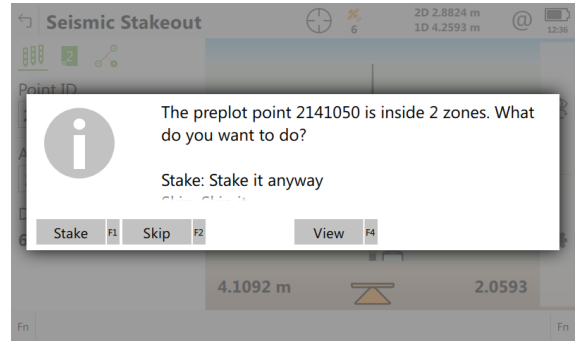 Seismic Stakeout
6
2D 2.8824 m
1D 4.2593 m
@
12:36
2
Point ID
The preplot point 2141050 is inside 2 zones. What
do you want to do?
Stake: Stake it anyway
Stake F1 Skip F2 View F4
4.1092 m 2.0593
Fn Fn